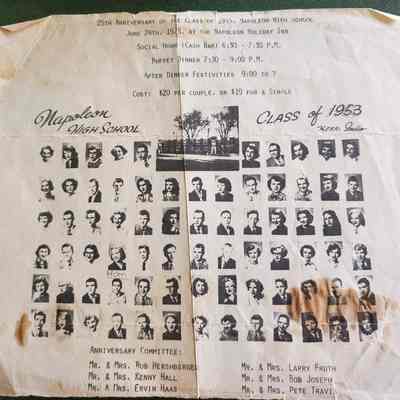 25th Anniversary of the Class of 1953, Napoleon High School
June 24th, 1978, at the Napoleon Holiday Inn
Social Hour (Cash Bar) 6:30 - 7:30 P.M.
Buffet Dinner 7:30 - 9:00 P.M.
After Dinner Festivities 9:00 to ?
Cost: $20 per couple, or $10 for a single
Napoleon
High School
Class of 1953
Mom
Anniversary Committee:
Mr. & Mrs. Rob Hershberger
Mr. & Mrs. Kenny Hall
Mr. & Mrs. Ervin Haas
Mr. & Mrs. Larry Fruth
Mr. & Mrs. Bob Joseph
Mr. & Mrs. Pete Travi